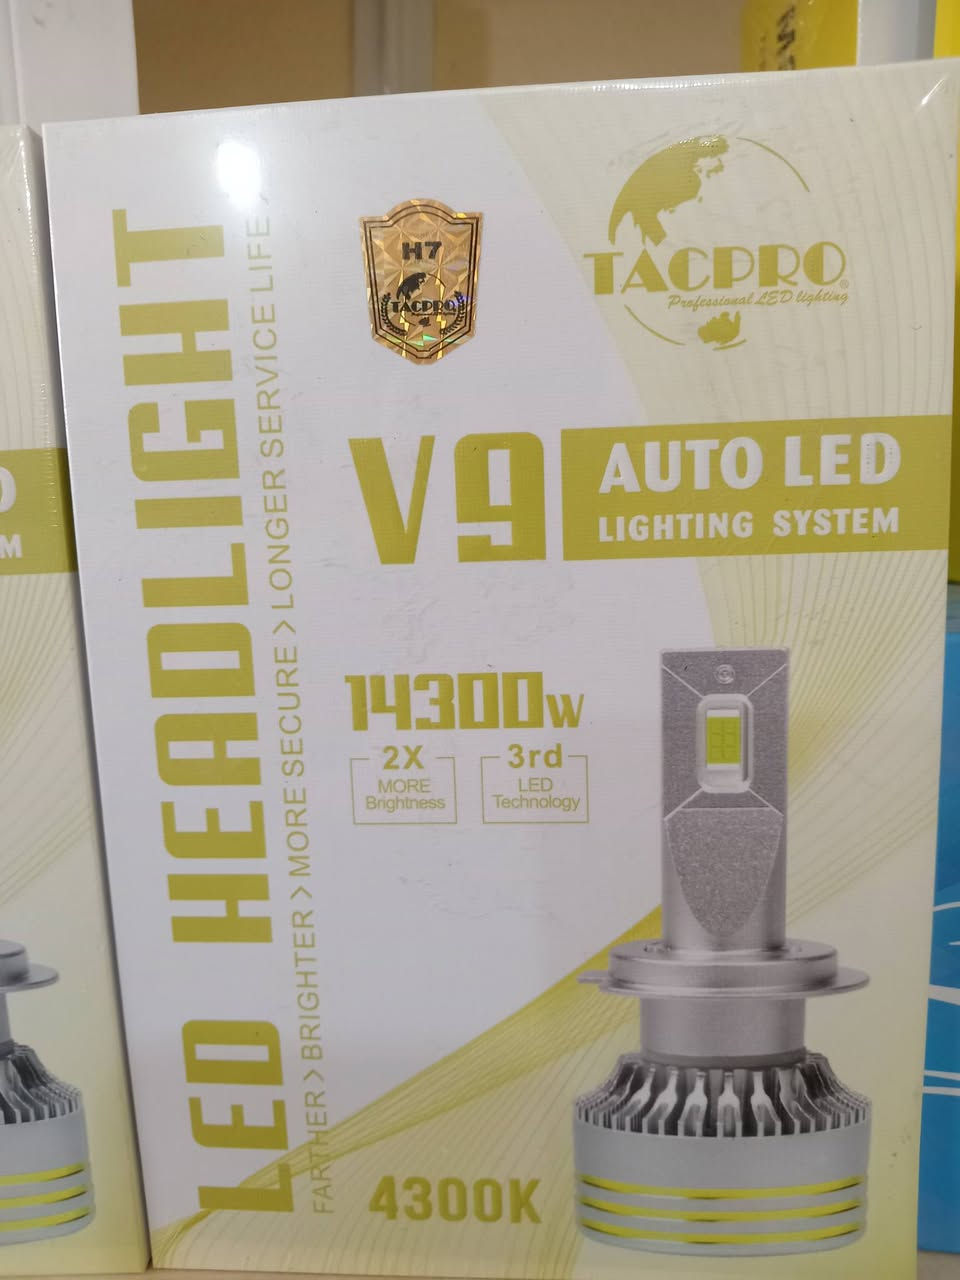 H7
TACPRO
TACPRO®
Professional LED lighting
LED HEADLIGHT
FARTHER > BRIGHTER > MORE SECURE > LONGER SERVICE LIFE
V9
AUTO LED
LIGHTING SYSTEM
14300W
2X
MORE
Brightness
3rd
LED
Technology
4300K
D
M